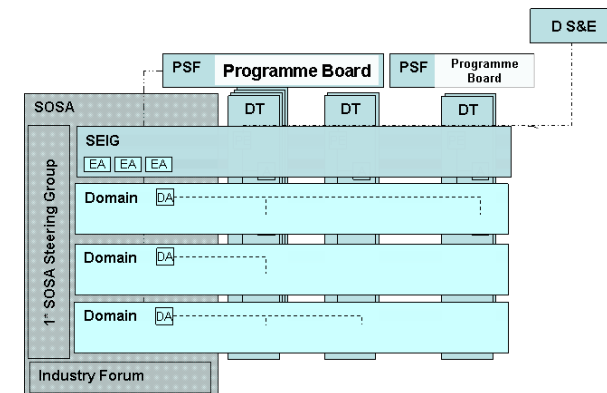 D S&E
PSF Programme Board
PSF Programme
Board
SOSA
DT DT DT
SEIG
EA EA EA
Domain DA
Domain DA
Domain DA
1* SOSA Steering Group
Industry Forum